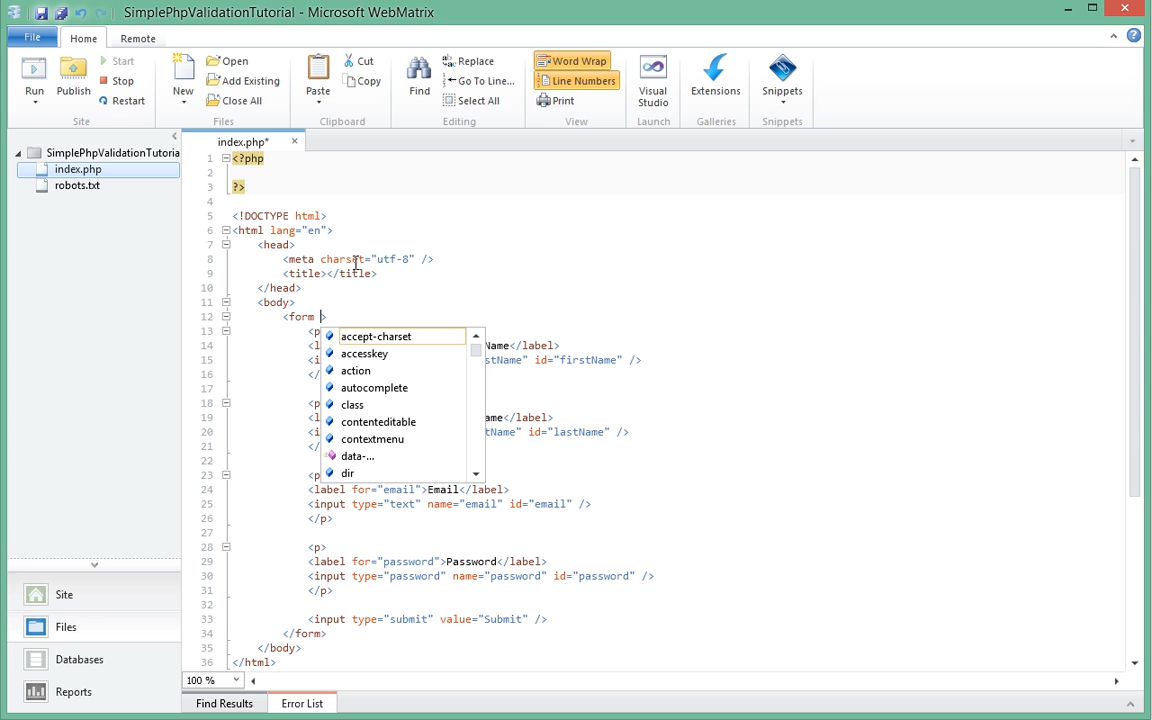 SimplePhpValidationTutorial - Microsoft WebMatrix
File
Home
Remote
Run
Publish
Start
Stop
Restart
Site
New
Open
Add Existing
Close All
Files
Paste
Cut
Copy
Clipboard
Find
Replace
Go To Line...
Select All
Editing
Word Wrap
Line Numbers
Print
View
Visual
Studio
Launch
Extensions
Galleries
Snippets
Snippets
SimplePhpValidationTutoria
index.php
robots.txt
Site
Files
Databases
Reports
index.php*
1 <?php
2
3 ?>
4
5 <!DOCTYPE html>
6 <html lang="en">
7 <head>
8 <meta charset="utf-8" />
9 <title></title>
10 </head>
11 <body>
12 <form >
13 <p
14 <l Name</label>
15 <i stName" id="firstName" />
16 </
17
18 <p
19 <l ame</label>
20 <i stName" id="lastName" />
21 </
22
23 <p
24 <label for="email">Email</label>
25 <input type="text" name="email" id="email" />
26 </p>
27
28 <p>
29 <label for="password">Password</label>
30 <input type="password" name="password" id="password" />
31 </p>
32
33 <input type="submit" value="Submit" />
34 </form>
35 </body>
36 </html>
accept-charset
accesskey
action
autocomplete
class
contenteditable
contextmenu
data-...
dir
100 %
Find Results
Error List